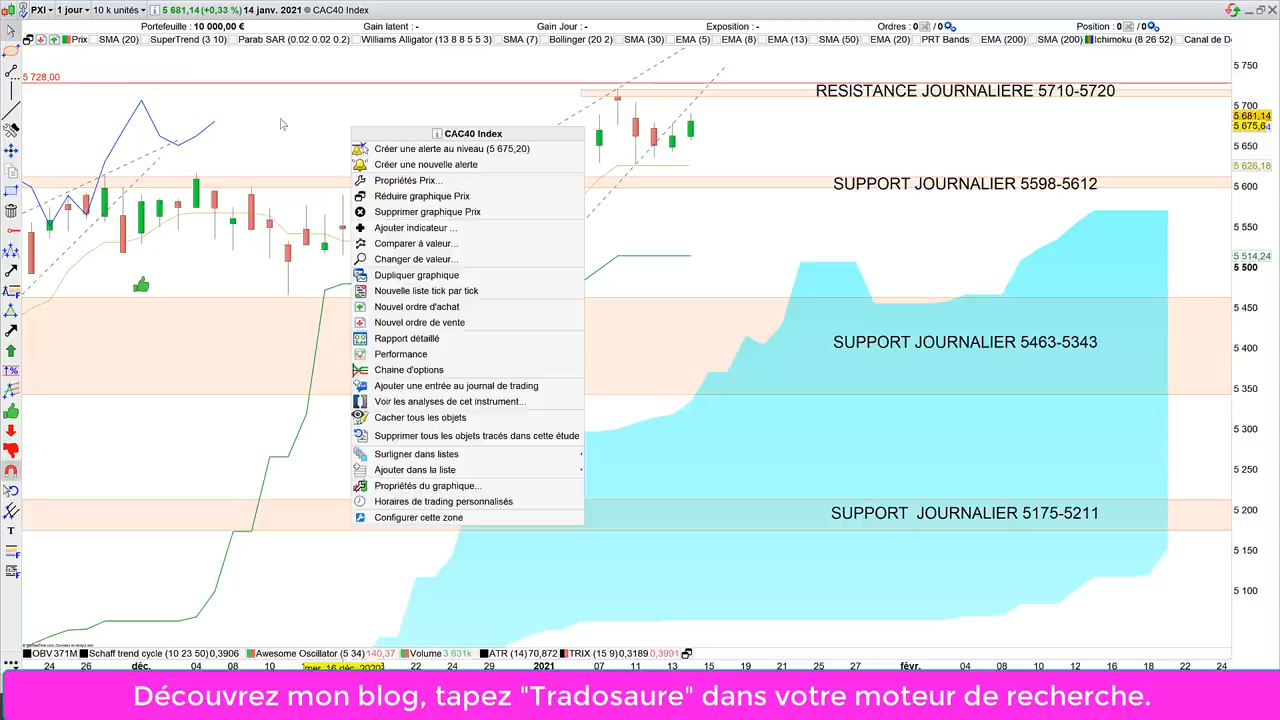 PXI 1 jour 10 k unités 5 681,14 (+0,33 %) 14 janv. 2021 CAC40 Index
Portefeuille : 10 000,00 € Gain latent : - Gain Jour : - Exposition : - Ordres : 0 / 0 Position : 0 / 0
Prix SMA (20) SuperTrend (3 10) Parab SAR (0.02 0.02 0.2) Williams Alligator (13 8 8 5 5 3) SMA (7) Bollinger (20 2) SMA (30) EMA (5) EMA (8) EMA (13) SMA (50) EMA (20) PRT Bands EMA (200) SMA (200) Ichimoku (8 26 52) Canal de D
5 728,00
RESISTANCE JOURNALIERE 5710-5720
SUPPORT JOURNALIER 5598-5612
SUPPORT JOURNALIER 5463-5343
SUPPORT JOURNALIER 5175-5211
CAC40 Index
Créer une alerte au niveau (5 675,20)
Créer une nouvelle alerte
Propriétés Prix...
Réduire graphique Prix
Supprimer graphique Prix
Ajouter indicateur ...
Comparer à valeur...
Changer de valeur...
Dupliquer graphique
Nouvelle liste tick par tick
Nouvel ordre d'achat
Nouvel ordre de vente
Rapport détaillé
Performance
Chaine d'options
Ajouter une entrée au journal de trading
Voir les analyses de cet instrument...
Cacher tous les objets
Supprimer tous les objets tracés dans cette étude
Surligner dans listes
Ajouter dans la liste
Propriétés du graphique...
Horaires de trading personnalisés
Configurer cette zone
5 750
5 700
5 681,14
5 675,64
5 650
5 626,18
5 600
5 550
5 514,24
5 500
5 450
5 400
5 350
5 300
5 250
5 200
5 150
5 100
OBV 371M Schaff trend cycle (10 23 50) 0,3906 Awesome Oscillator (5 34) 140,37 Volume 3 631k ATR (14) 70,872 TRIX (15 9) 0,3189 0,3991
24 26 déc. 04 08 10 14 mer. 16 déc. 2020 22 24 29 2021 07 11 13 15 19 21 25 27 févr. 04 08 10 12 16 18 22 24
Découvrez mon blog, tapez "Tradosaure" dans votre moteur de recherche.